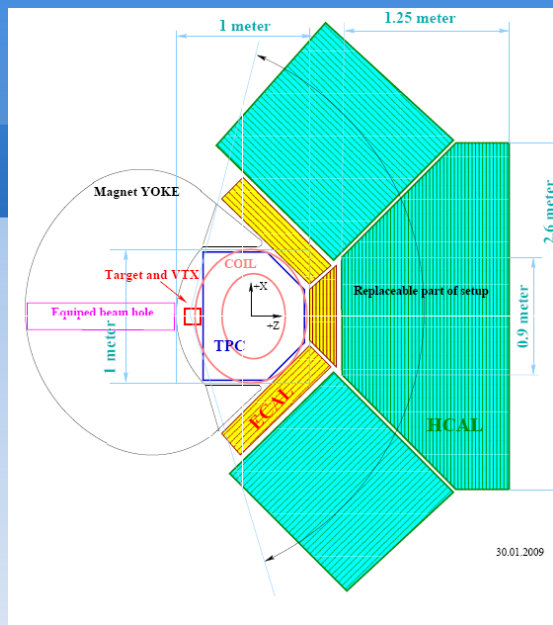 1 meter
1.25 meter
Magnet YOKE
COIL
Target and VTX
+X
Replaceable part of setup
Equiped beam hole
+Z
TPC
1 meter
0.9 meter
2.6 meter
ECAL
HCAL
30.01.2009